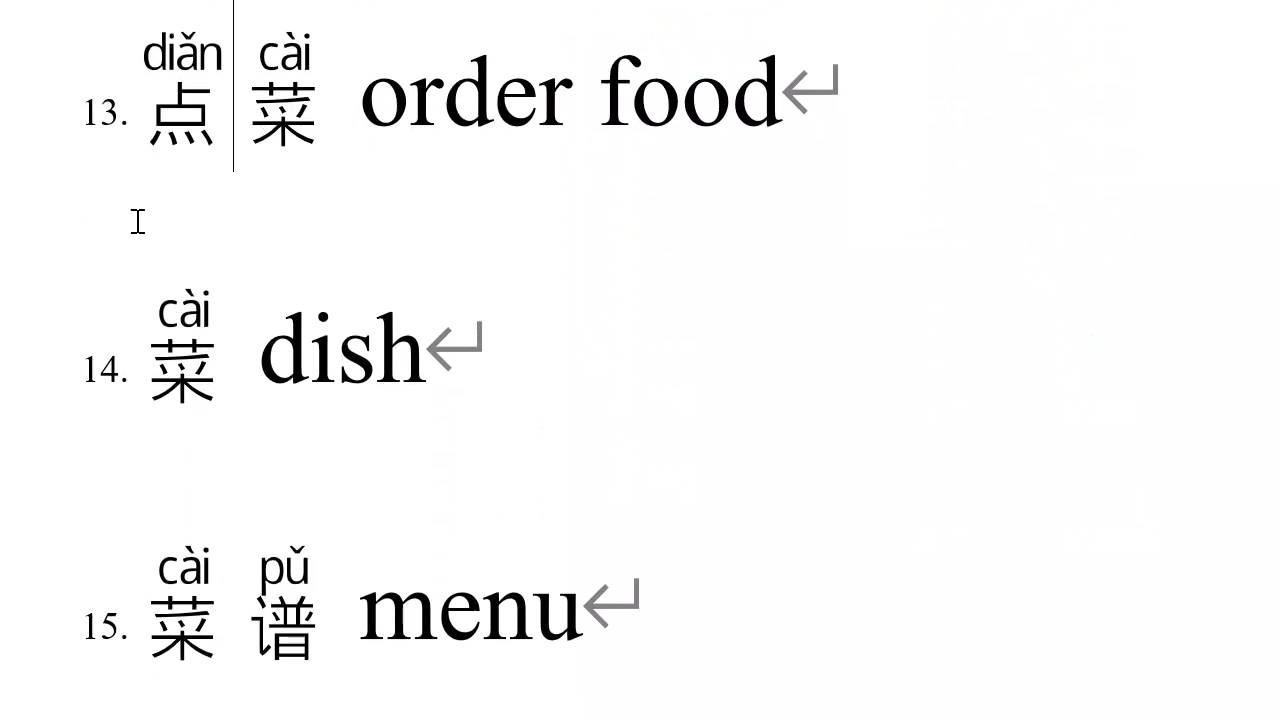 diǎn cài
13. 点 菜 order food↵
cài
14. 菜 dish↵
cài pǔ
15. 菜 谱 menu↵